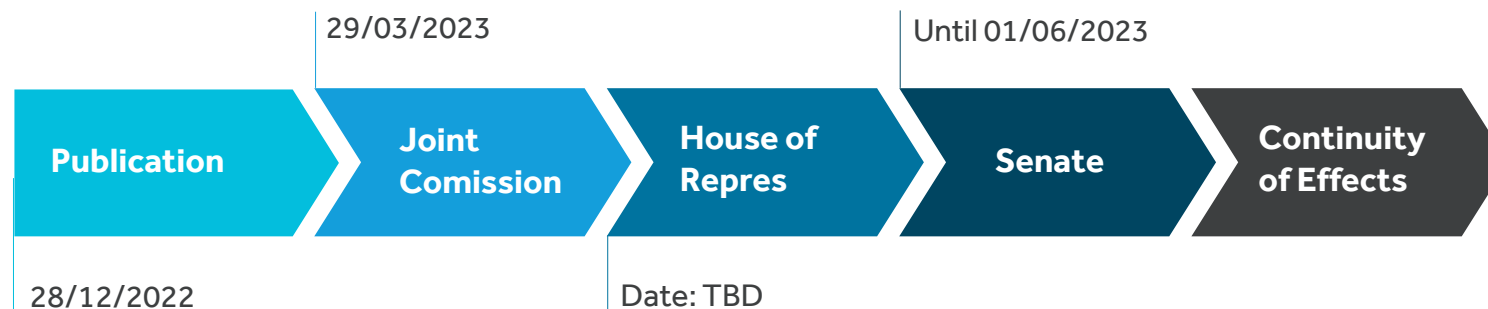 29/03/2023
Until 01/06/2023
Publication
Joint
Comission
House of
Repres
Senate
Continuity
of Effects
28/12/2022
Date: TBD